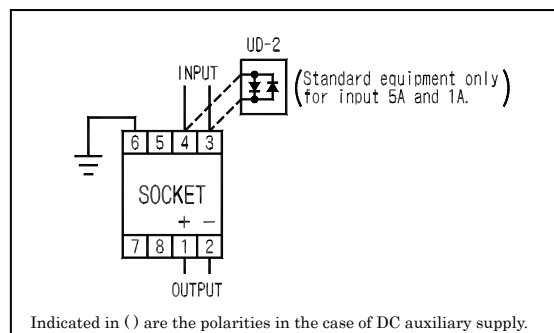 UD-2
INPUT
(Standard equipment only
for input 5A and 1A.)
6 5 4 3
SOCKET
+ −
7 8 1 2
OUTPUT
Indicated in ( ) are the polarities in the case of DC auxiliary supply.